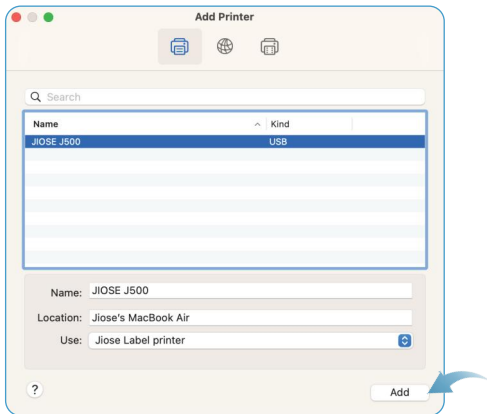 Add Printer
Search
Name Kind
JIOSE J500 USB
Name: JIOSE J500
Location: Jiose's MacBook Air
Use: Jiose Label printer
? Add